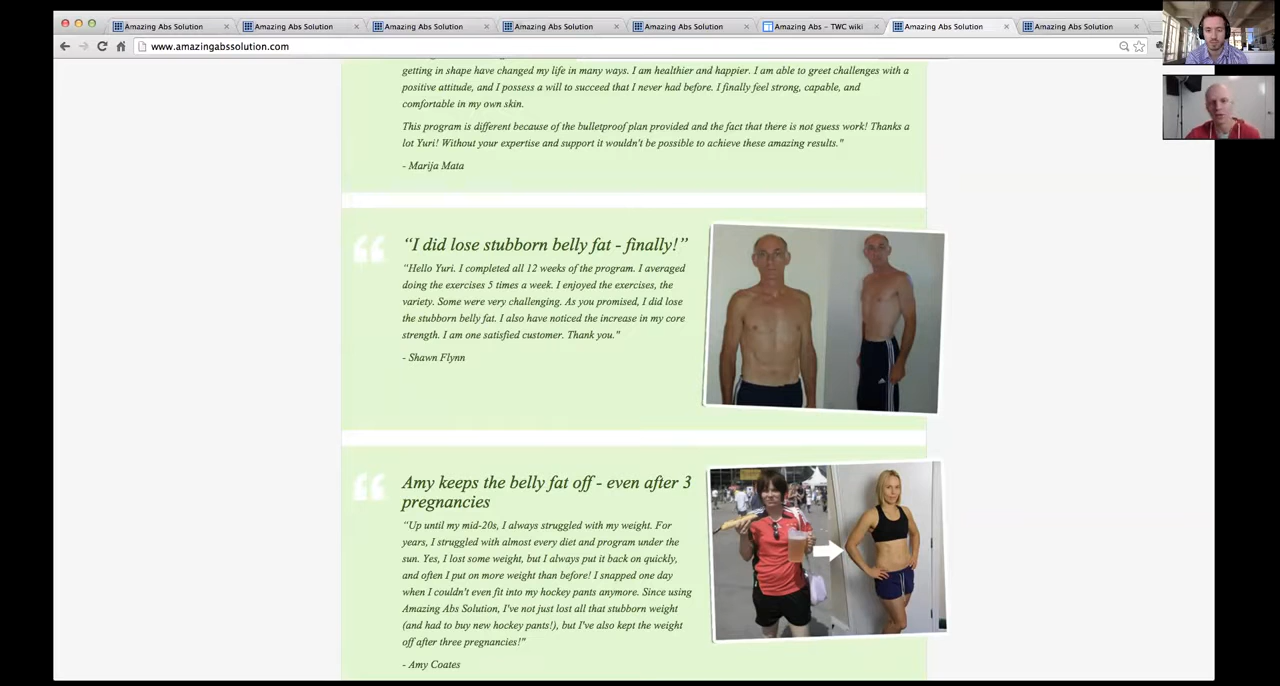 Amazing Abs Solution
Amazing Abs Solution
Amazing Abs Solution
Amazing Abs Solution
Amazing Abs Solution
Amazing Abs – TWC wiki
Amazing Abs Solution
Amazing Abs Solution
www.amazingabssolution.com
getting in shape have changed my life in many ways. I am healthier and happier. I am able to greet challenges with a
positive attitude, and I possess a will to succeed that I never had before. I finally feel strong, capable, and
comfortable in my own skin.
This program is different because of the bulletproof plan provided and the fact that there is not guess work! Thanks a
lot Yuri! Without your expertise and support it wouldn't be possible to achieve these amazing results."
- Marija Mata
“I did lose stubborn belly fat - finally!”
"Hello Yuri. I completed all 12 weeks of the program. I averaged
doing the exercises 5 times a week. I enjoyed the exercises, the
variety. Some were very challenging. As you promised, I did lose
the stubborn belly fat. I also have noticed the increase in my core
strength. I am one satisfied customer. Thank you."
- Shawn Flynn
Amy keeps the belly fat off - even after 3
pregnancies
"Up until my mid-20s, I always struggled with my weight. For
years, I struggled with almost every diet and program under the
sun. Yes, I lost some weight, but I always put it back on quickly,
and often I put on more weight than before! I snapped one day
when I couldn't even fit into my hockey pants anymore. Since using
Amazing Abs Solution, I've not just lost all that stubborn weight
(and had to buy new hockey pants!), but I've also kept the weight
off after three pregnancies!"
- Amy Coates